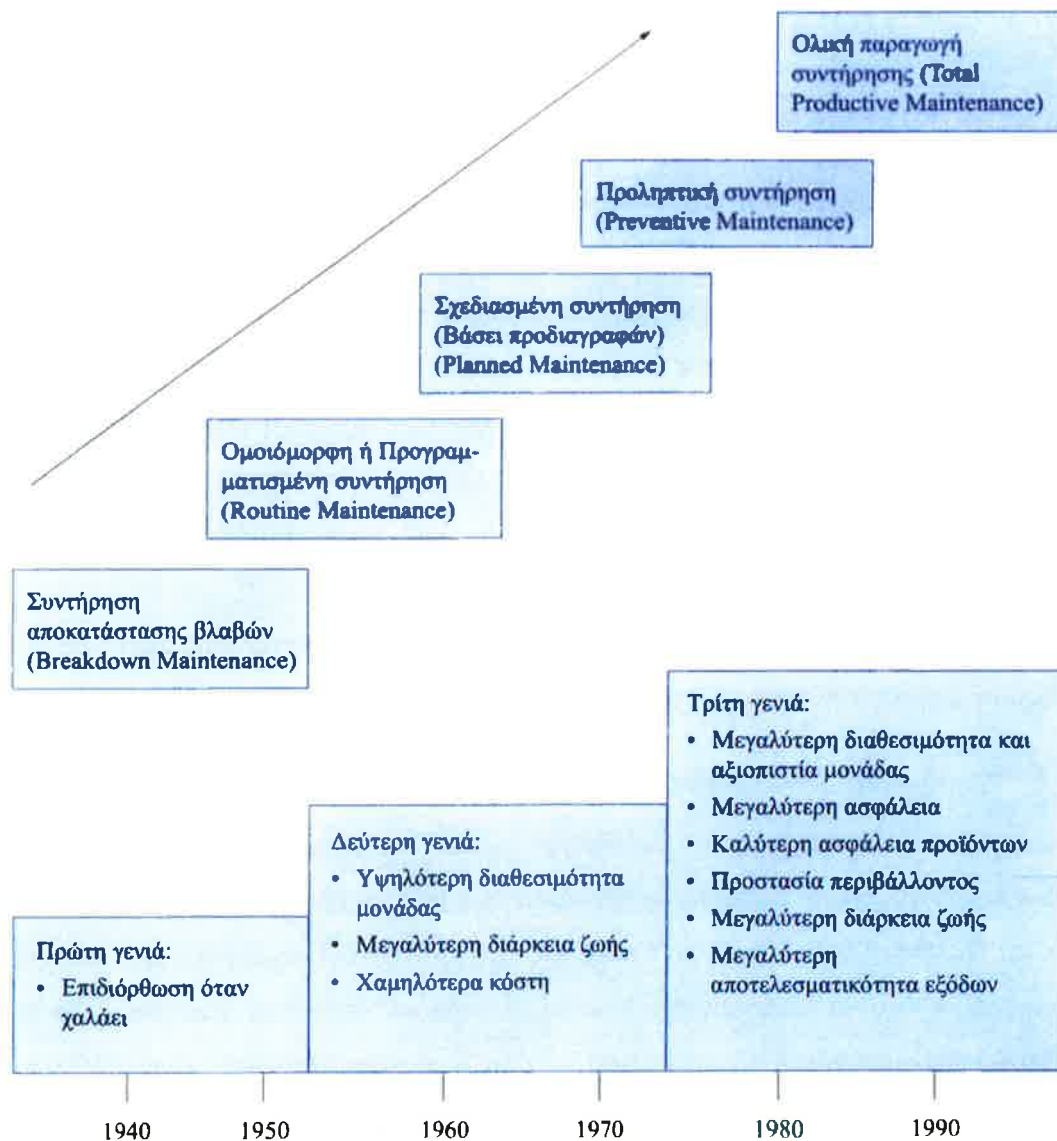 Ολική παραγωγή
συντήρησης (Total
Productive Maintenance)
Προληπτική συντήρηση
(Preventive Maintenance)
Σχεδιασμένη συντήρηση
(Βάσει προδιαγραφών)
(Planned Maintenance)
Ομοιόμορφη ή Προγραμ-
ματισμένη συντήρηση
(Routine Maintenance)
Συντήρηση
αποκατάστασης βλαβών
(Breakdown Maintenance)
Πρώτη γενιά:
• Επιδιόρθωση όταν
χαλάει
Δεύτερη γενιά:
• Υψηλότερη διαθεσιμότητα
μονάδας
• Μεγαλύτερη διάρκεια ζωής
• Χαμηλότερα κόστη
Τρίτη γενιά:
• Μεγαλύτερη διαθεσιμότητα και
αξιοπιστία μονάδας
• Μεγαλύτερη ασφάλεια
• Καλύτερη ασφάλεια προϊόντων
• Προστασία περιβάλλοντος
• Μεγαλύτερη διάρκεια ζωής
• Μεγαλύτερη
αποτελεσματικότητα εξόδων
1940 1950 1960 1970 1980 1990